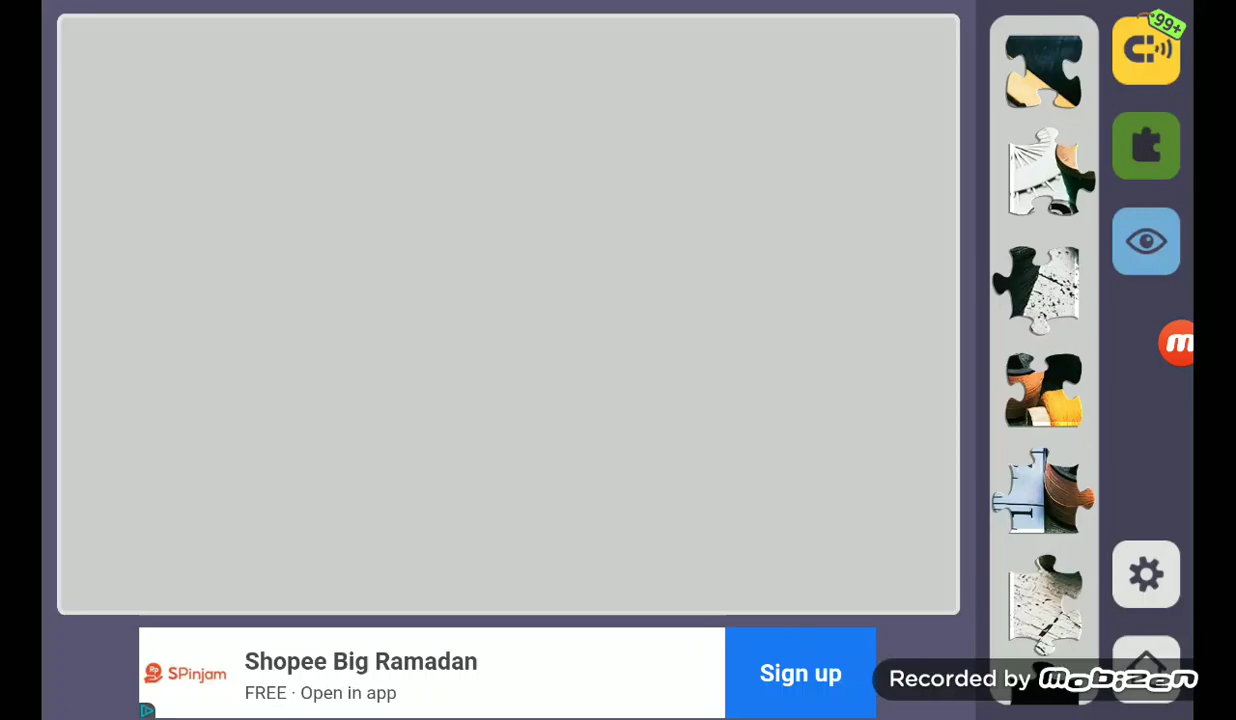 99+
SPinjam
Shopee Big Ramadan
FREE · Open in app
Sign up
Recorded by mobizen